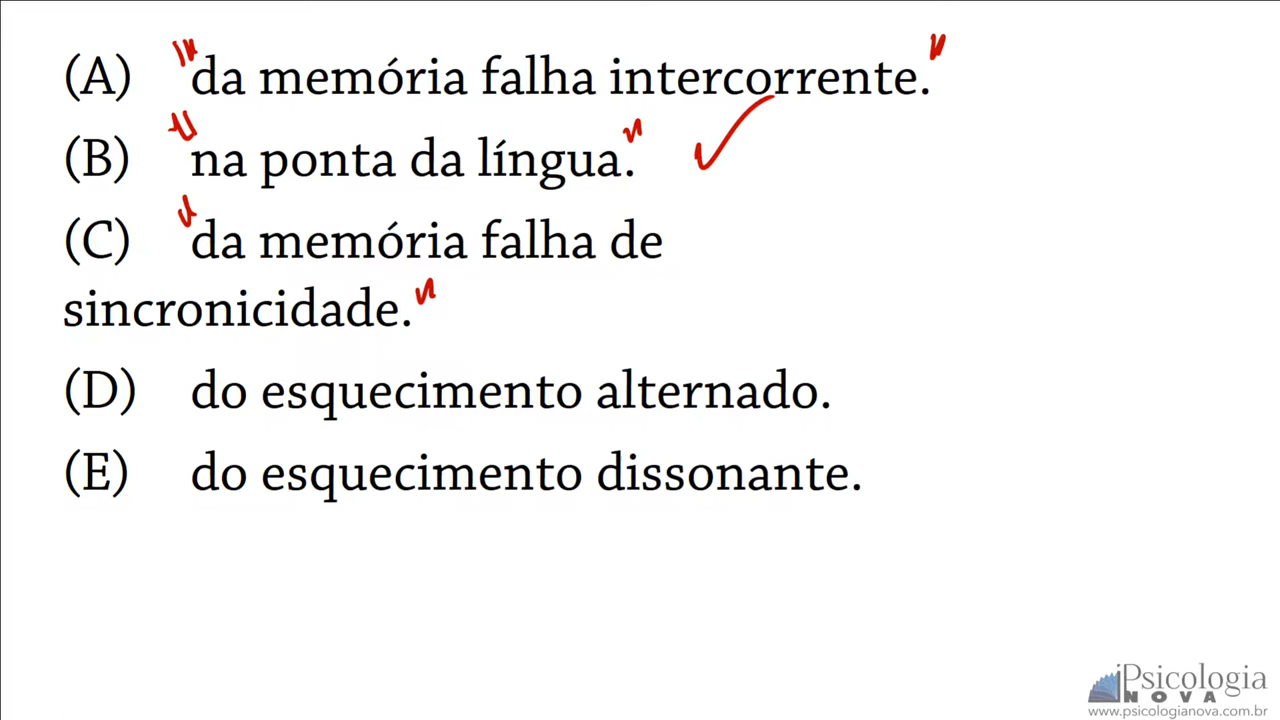 (A) "da memória falha intercorrente."
(B) "na ponta da língua."
(C) "da memória falha de
sincronicidade."
(D) do esquecimento alternado.
(E) do esquecimento dissonante.
Psicologia
NOVA
www.psicologianova.com.br